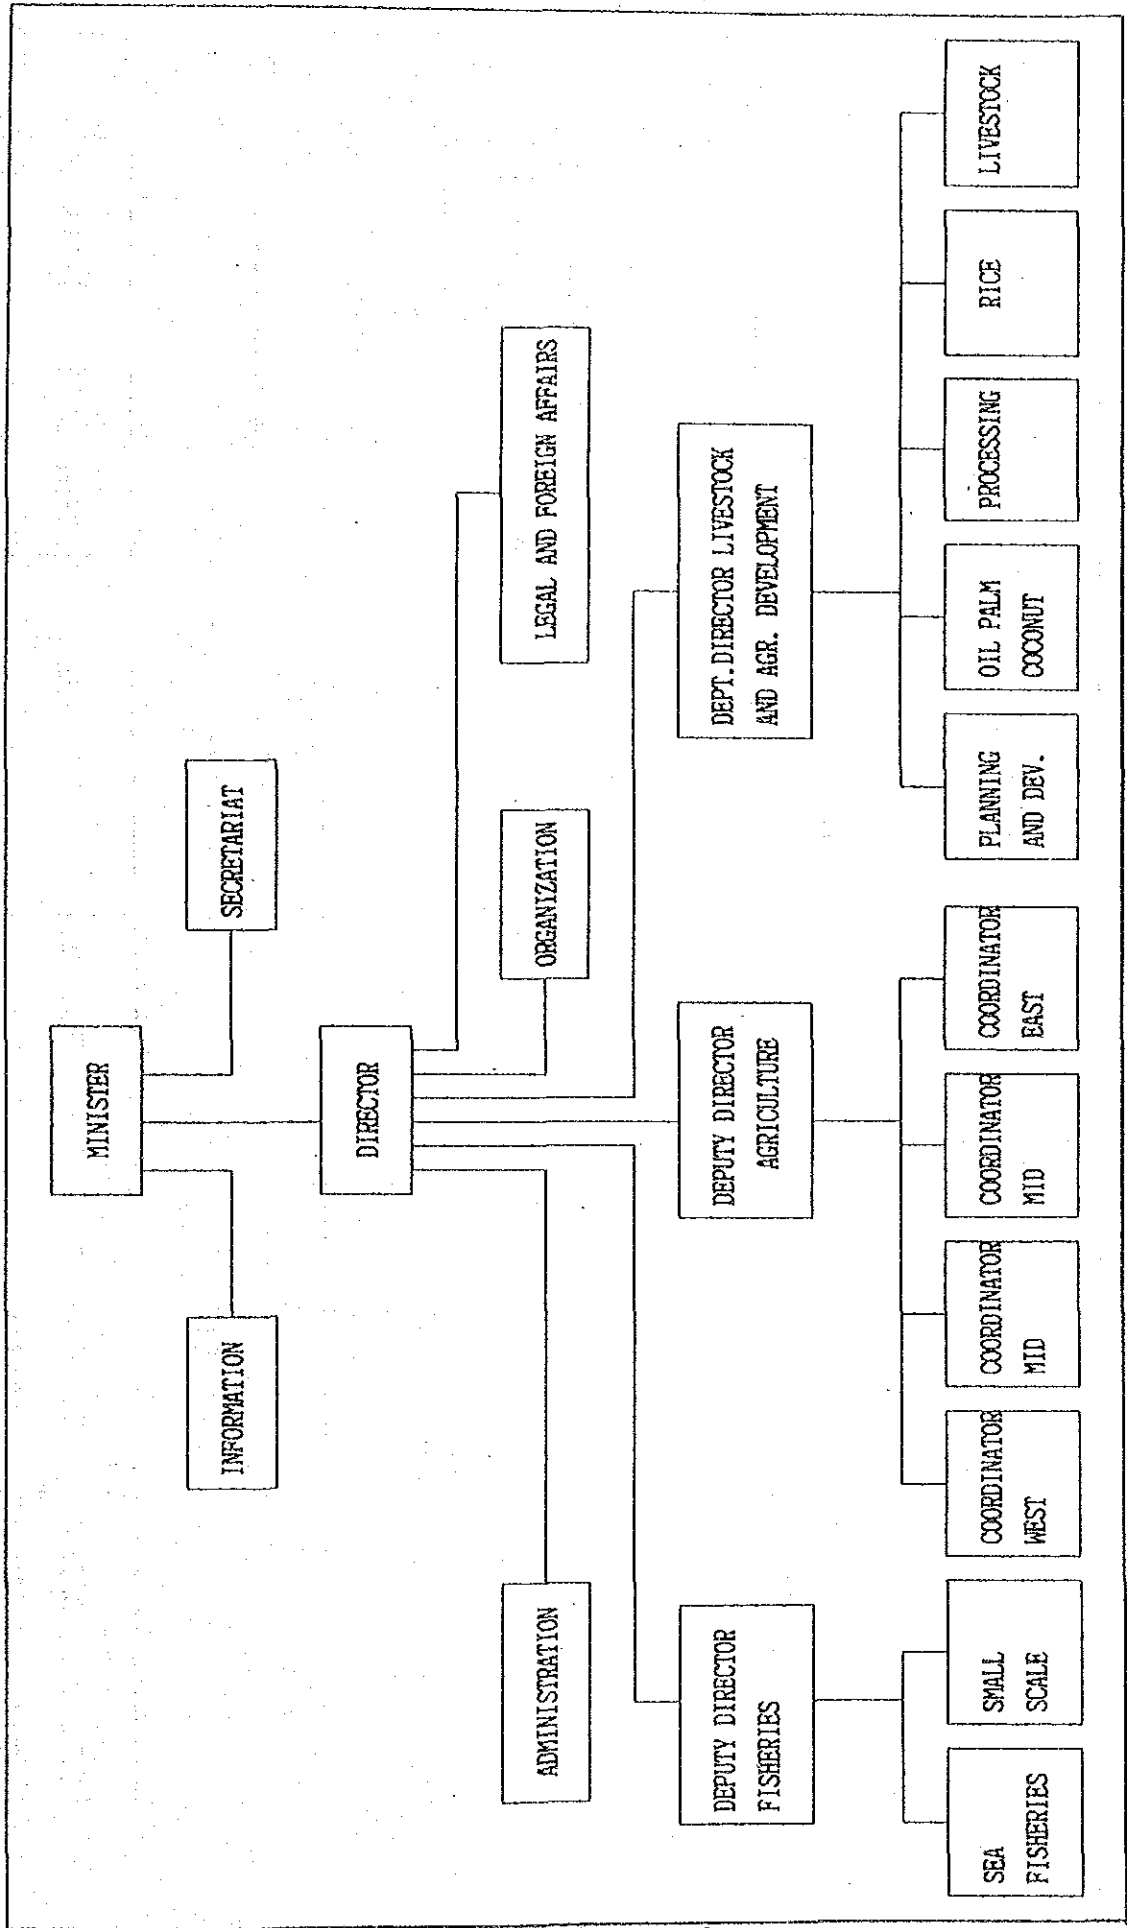 MINISTER
INFORMATION
SECRETARIAT
DIRECTOR
ADMINISTRATION
ORGANIZATION
LEGAL AND FOREIGN AFFAIRS
DEPUTY DIRECTOR
FISHERIES
DEPUTY DIRECTOR
AGRICULTURE
DEPT.DIRECTOR LIVESTOCK
AND AGR. DEVELOPMENT
SEA
FISHERIES
SMALL
SCALE
COORDINATOR
WEST
COORDINATOR
MID
COORDINATOR
MID
COORDINATOR
EAST
PLANNING
AND DEV.
OIL PALM
COCONUT
PROCESSING
RICE
LIVESTOCK